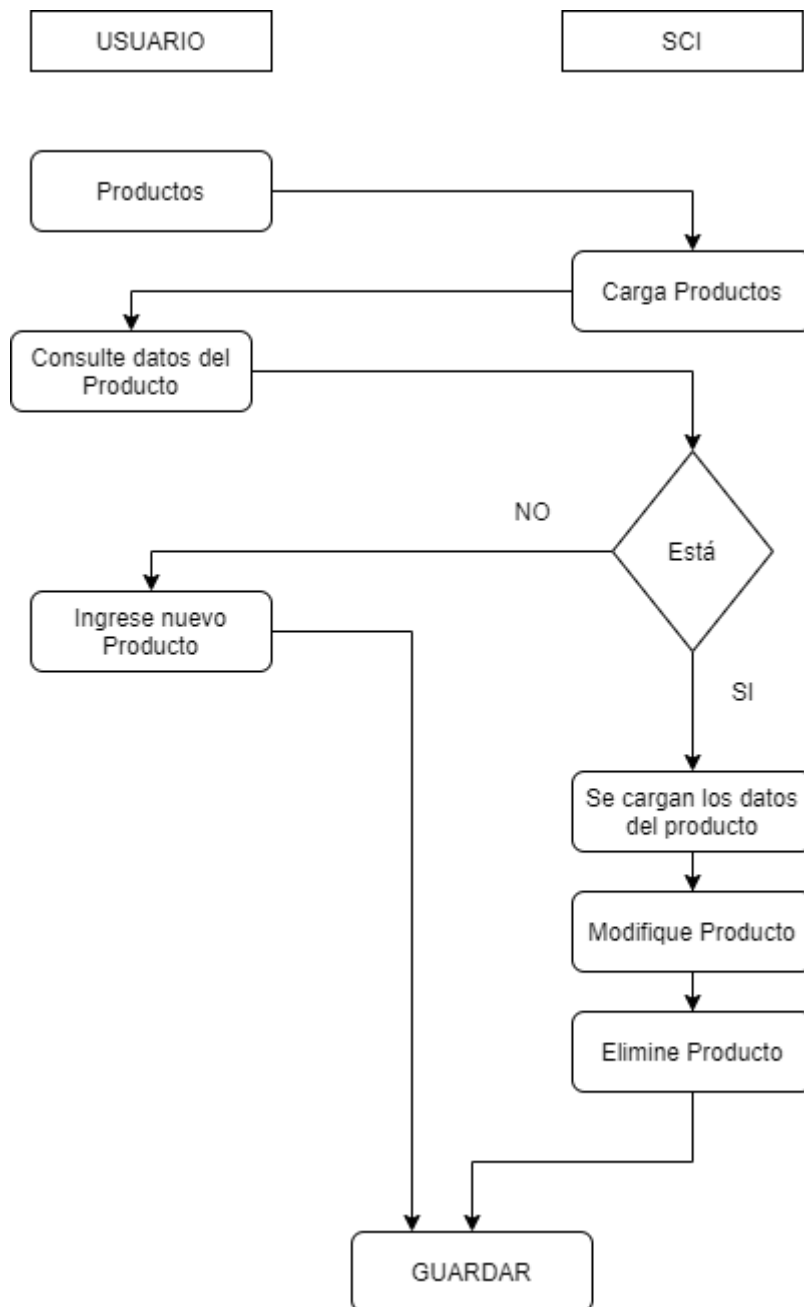 USUARIO
SCI
Productos
Carga Productos
Consulte datos del
Producto
NO
Está
Ingrese nuevo
Producto
SI
Se cargan los datos
del producto
Modifique Producto
Elimine Producto
GUARDAR